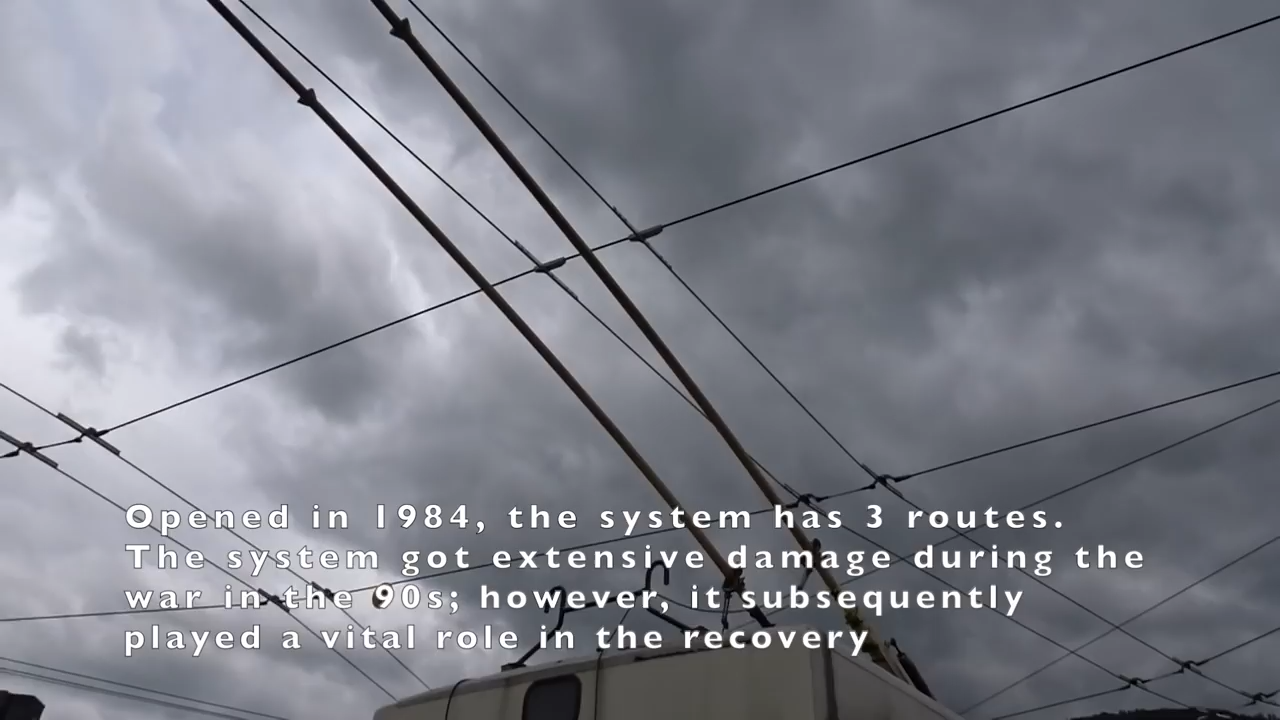 Opened in 1984, the system has 3 routes.
The system got extensive damage during the
war in the 90s; however, it subsequently
played a vital role in the recovery